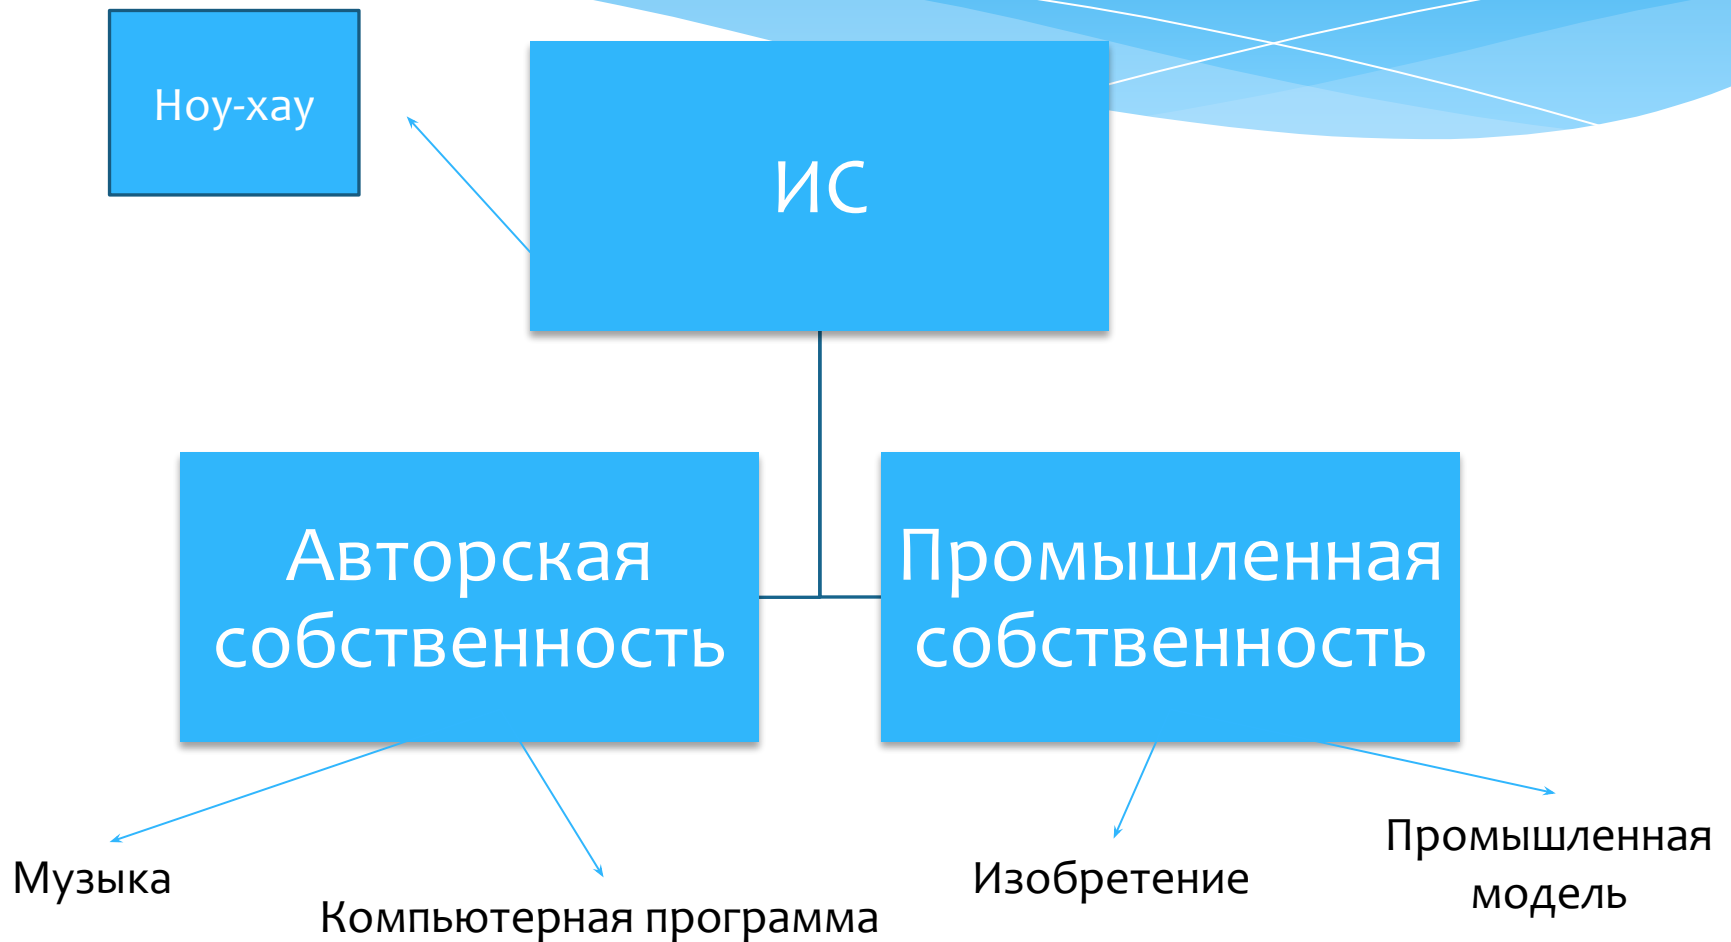 Ноу-хау
ИС
Авторская
собственность
Промышленная
собственность
Музыка
Компьютерная программа
Изобретение
Промышленная
модель